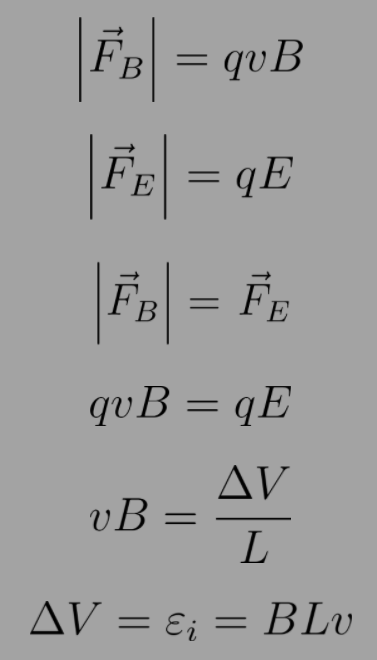 |F⃗_B| = qvB
|F⃗_E| = qE
|F⃗_B| = F⃗_E
qvB = qE
vB = ΔV/L
ΔV = ε_i = BLv